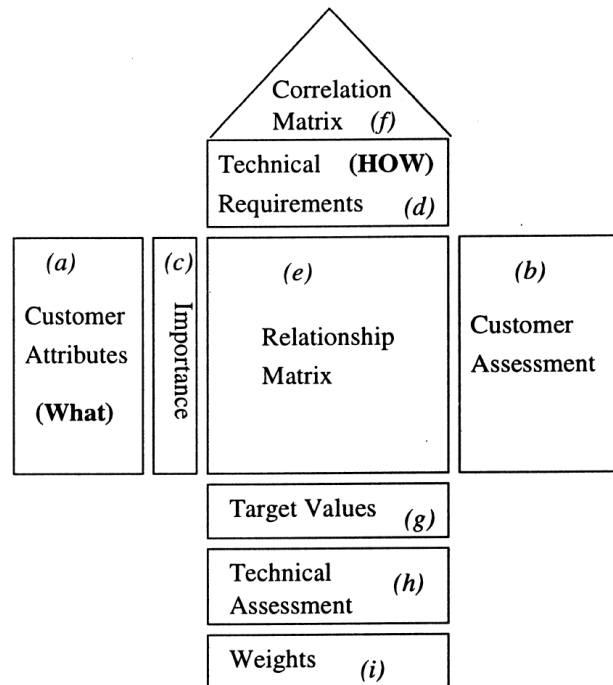 Correlation
Matrix (f)
Technical (HOW)
Requirements (d)
(a)
Customer
Attributes
(What)
(c)
Importance
(e)
Relationship
Matrix
(b)
Customer
Assessment
Target Values (g)
Technical
Assessment (h)
Weights (i)